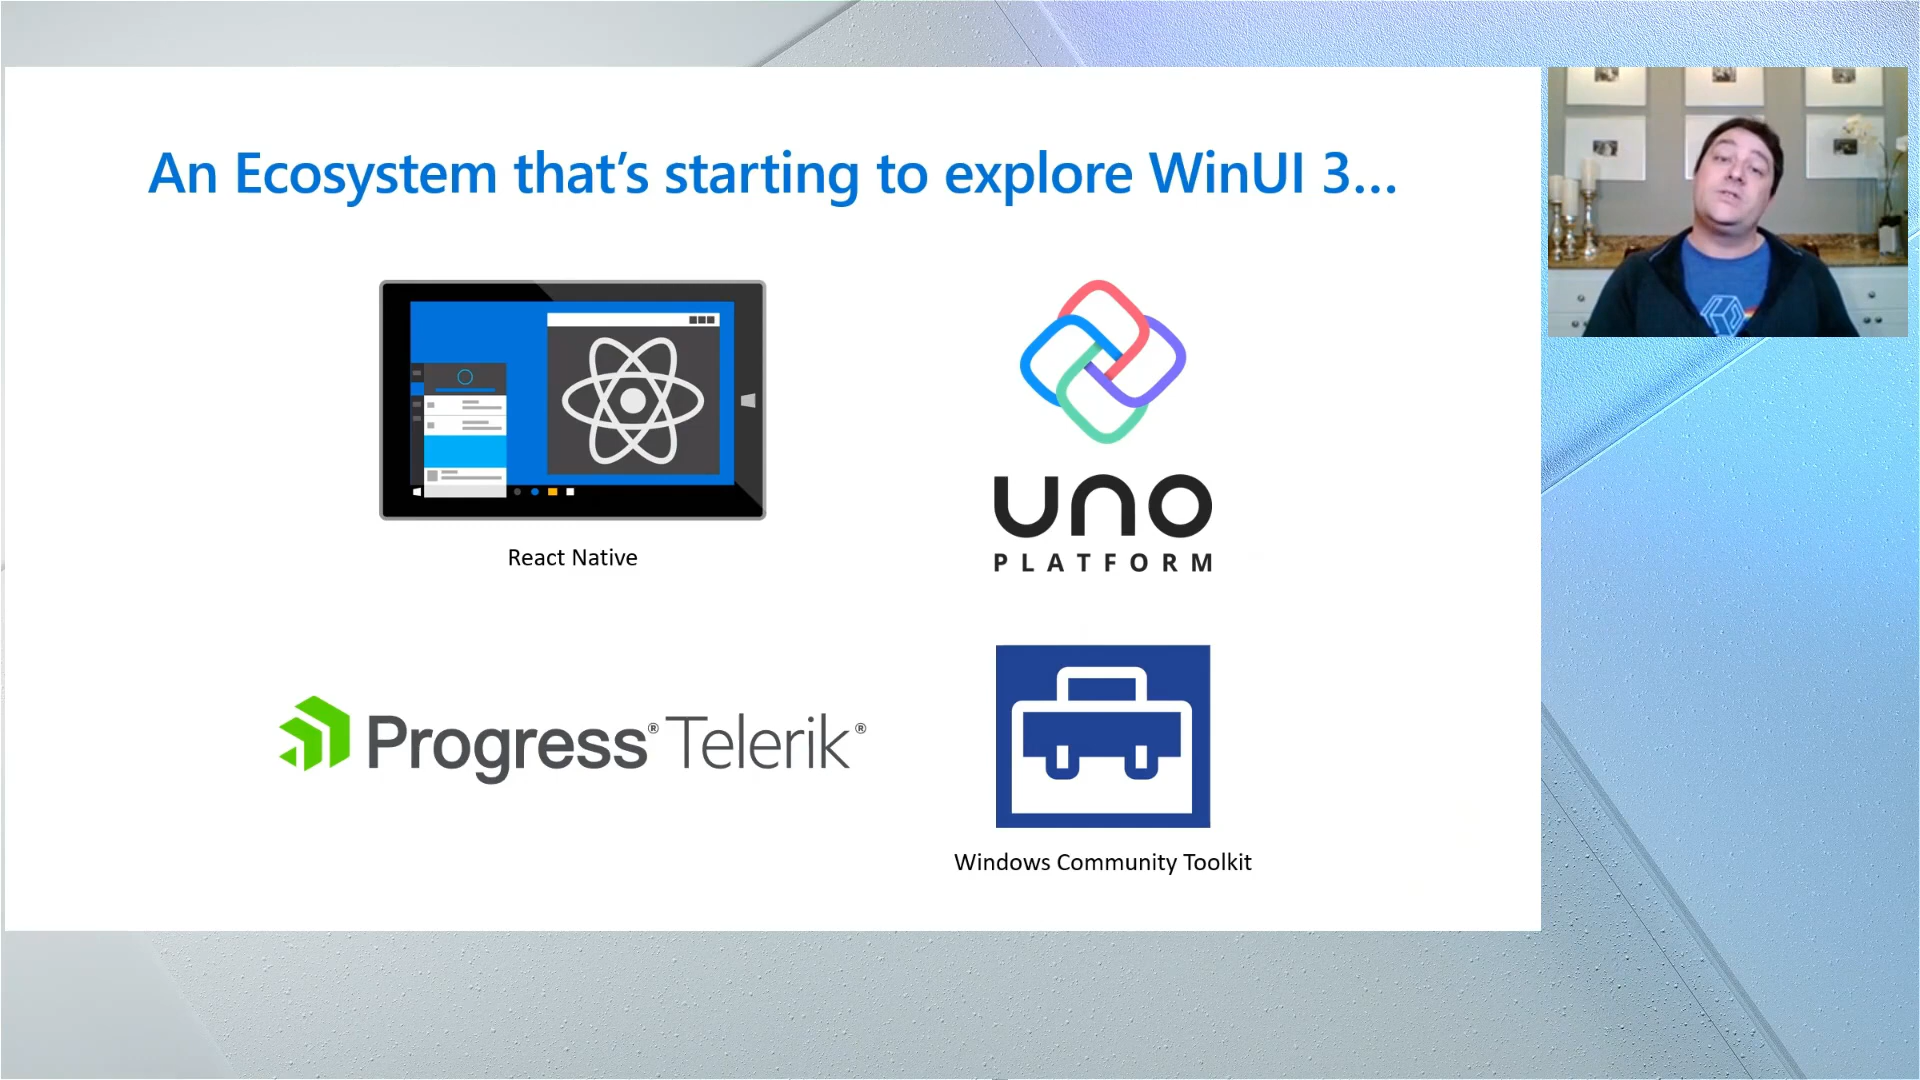 An Ecosystem that's starting to explore WinUI 3...
React Native
UNO
PLATFORM
Progress® Telerik®
Windows Community Toolkit